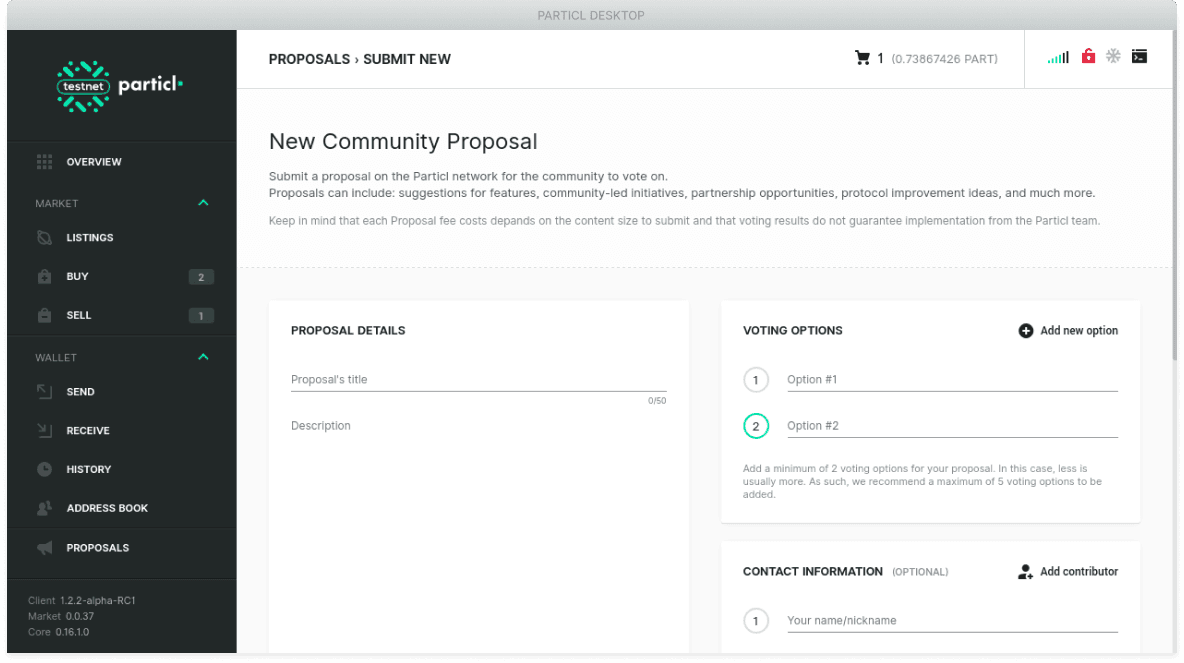 PARTICL DESKTOP
testnet particl
OVERVIEW
MARKET
LISTINGS
BUY 2
SELL 1
WALLET
SEND
RECEIVE
HISTORY
ADDRESS BOOK
PROPOSALS
Client 1.2.2-alpha-RC1
Market 0.0.37
Core 0.16.1.0
PROPOSALS › SUBMIT NEW
1 (0.73867426 PART)
New Community Proposal
Submit a proposal on the Particl network for the community to vote on.
Proposals can include: suggestions for features, community-led initiatives, partnership opportunities, protocol improvement ideas, and much more.
Keep in mind that each Proposal fee costs depands on the content size to submit and that voting results do not guarantee implementation from the Particl team.
PROPOSAL DETAILS
Proposal's title
0/50
Description
VOTING OPTIONS
Add new option
1 Option #1
2 Option #2
Add a minimum of 2 voting options for your proposal. In this case, less is
usually more. As such, we recommend a maximum of 5 voting options to be
added.
CONTACT INFORMATION (OPTIONAL)
Add contributor
1 Your name/nickname